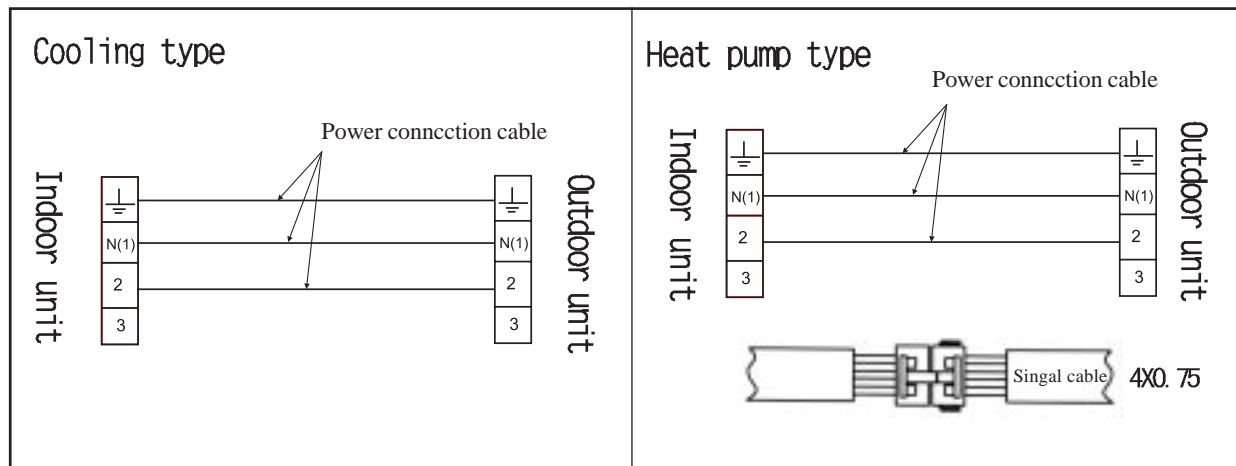 Cooling type
Power conncction cable
Indoor unit
N(1)
2
3
N(1)
2
3
Outdoor unit
Heat pump type
Power conncction cable
Indoor unit
N(1)
2
3
N(1)
2
3
Outdoor unit
Singal cable
4X0.75